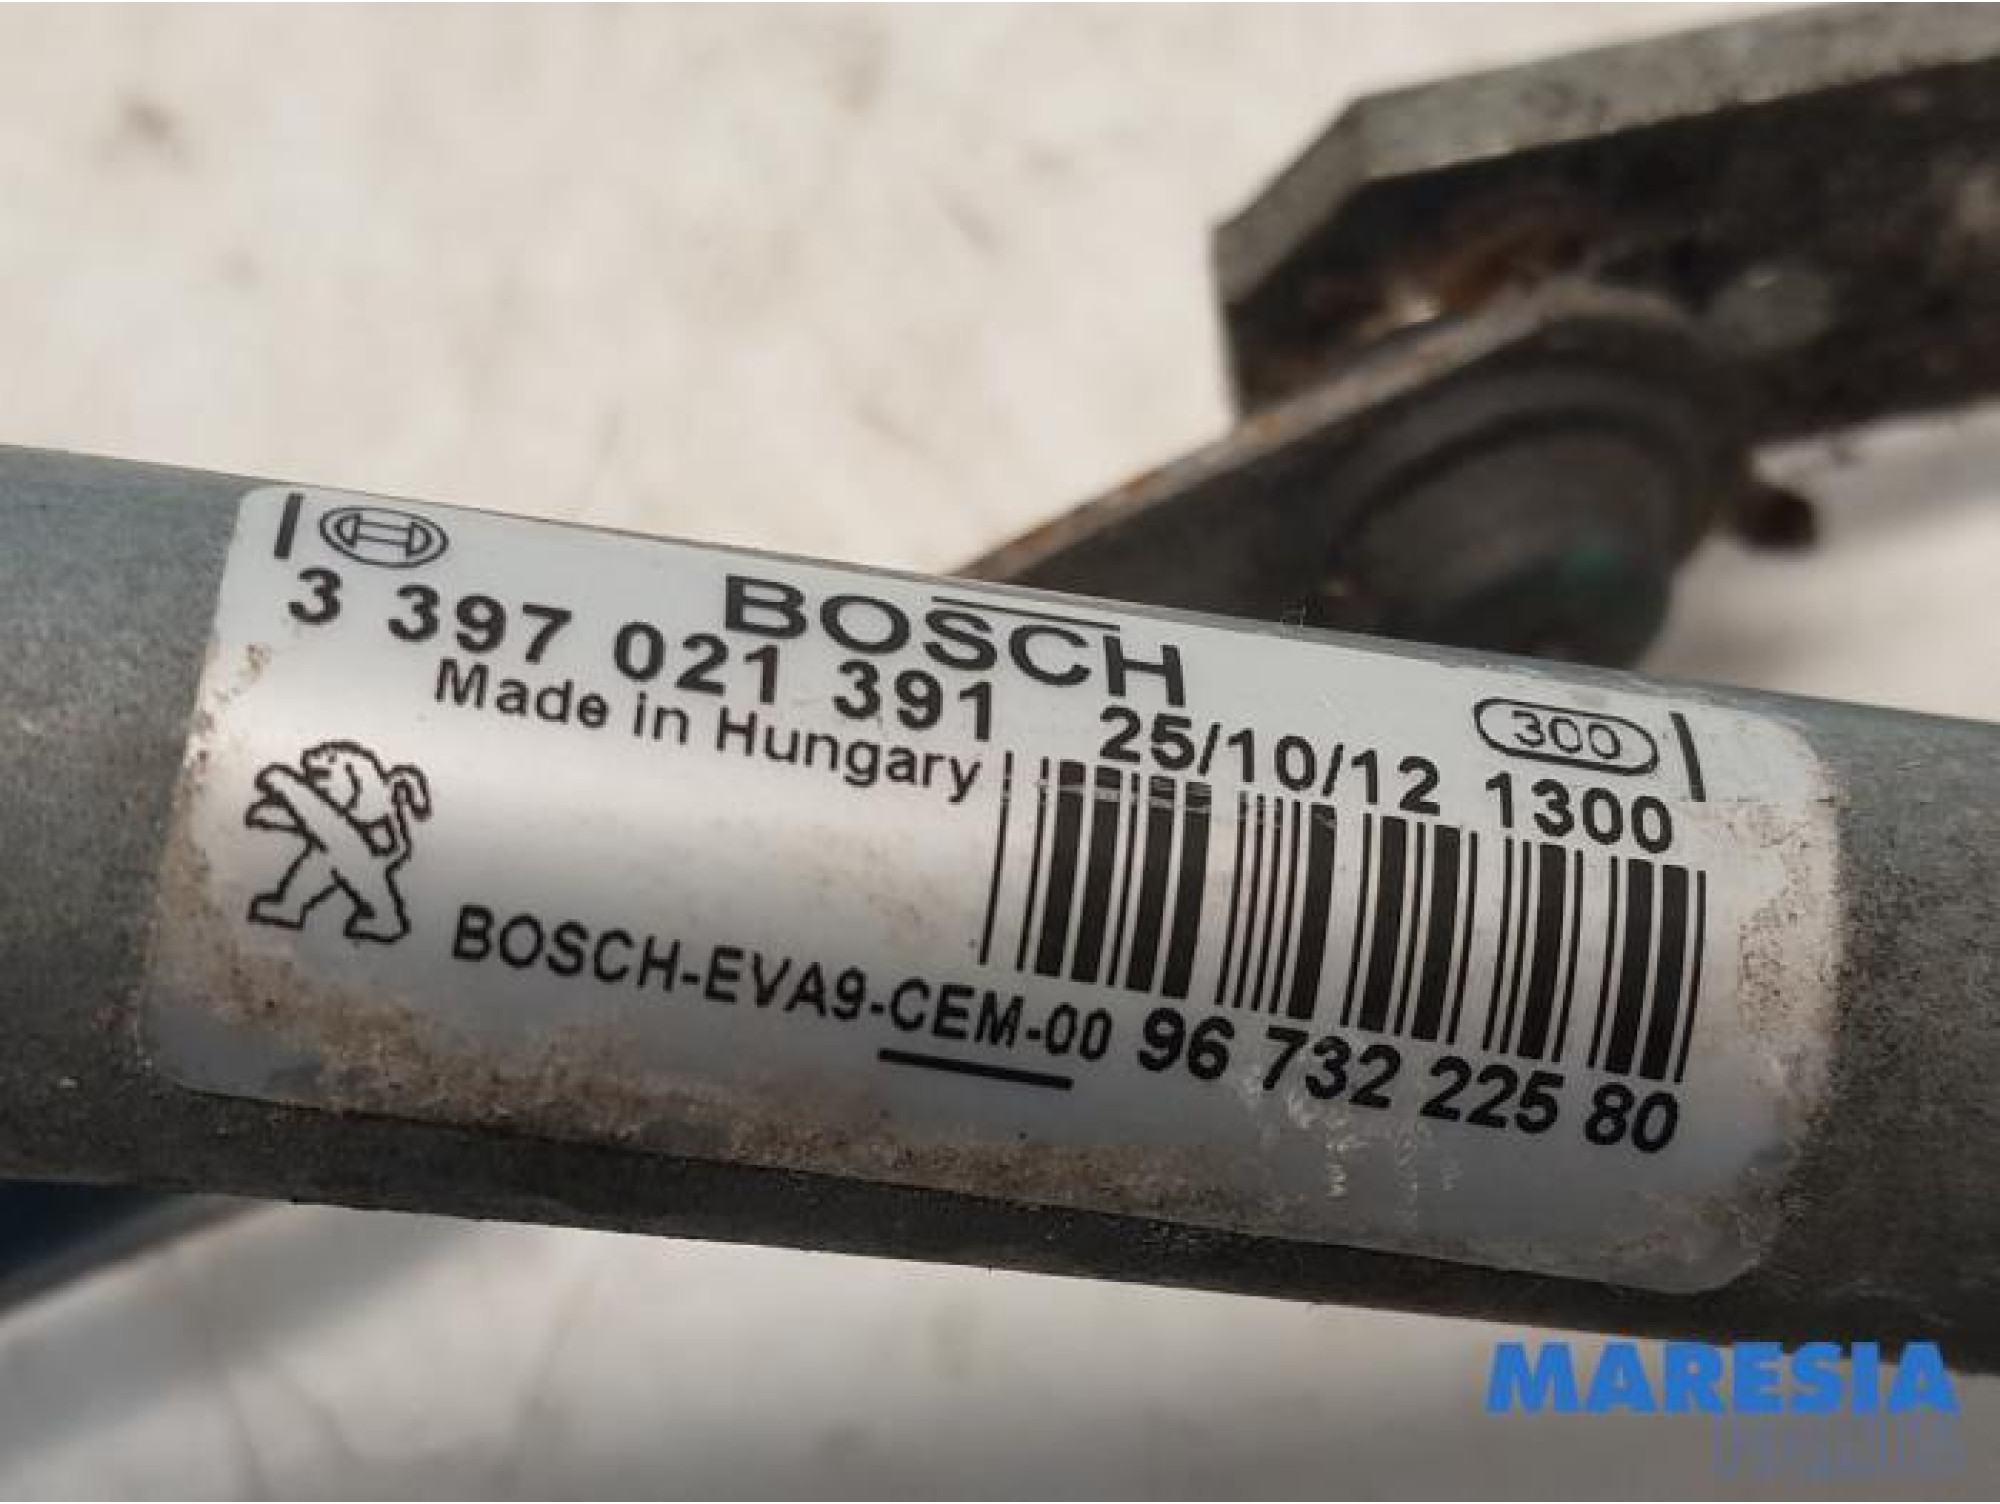 BOSCH
3 397 021 391
25/10/12 1300
300
Made in Hungary
BOSCH-EVA9-CEM-00 96 732 225 80
MARESIA